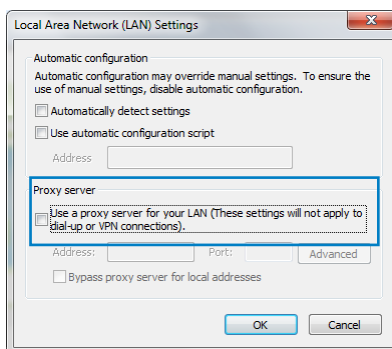 Local Area Network (LAN) Settings
Automatic configuration
Automatic configuration may override manual settings. To ensure the
use of manual settings, disable automatic configuration.
Automatically detect settings
Use automatic configuration script
Address
Proxy server
Use a proxy server for your LAN (These settings will not apply to
dial-up or VPN connections).
Address:
Port:
Advanced
Bypass proxy server for local addresses
OK
Cancel